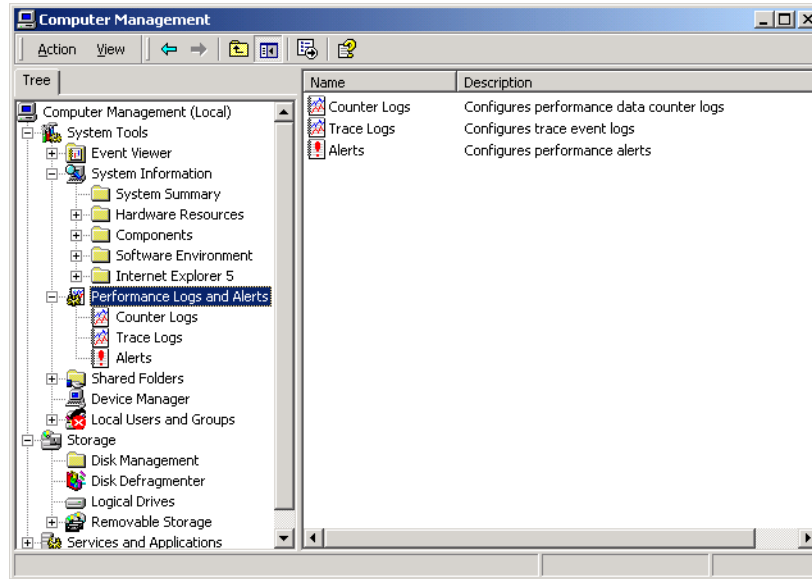 Computer Management
Action View
Tree
Name Description
Computer Management (Local)
System Tools
Event Viewer
System Information
System Summary
Hardware Resources
Components
Software Environment
Internet Explorer 5
Performance Logs and Alerts
Counter Logs
Trace Logs
Alerts
Shared Folders
Device Manager
Local Users and Groups
Storage
Disk Management
Disk Defragmenter
Logical Drives
Removable Storage
Services and Applications
Counter Logs Configures performance data counter logs
Trace Logs Configures trace event logs
Alerts Configures performance alerts